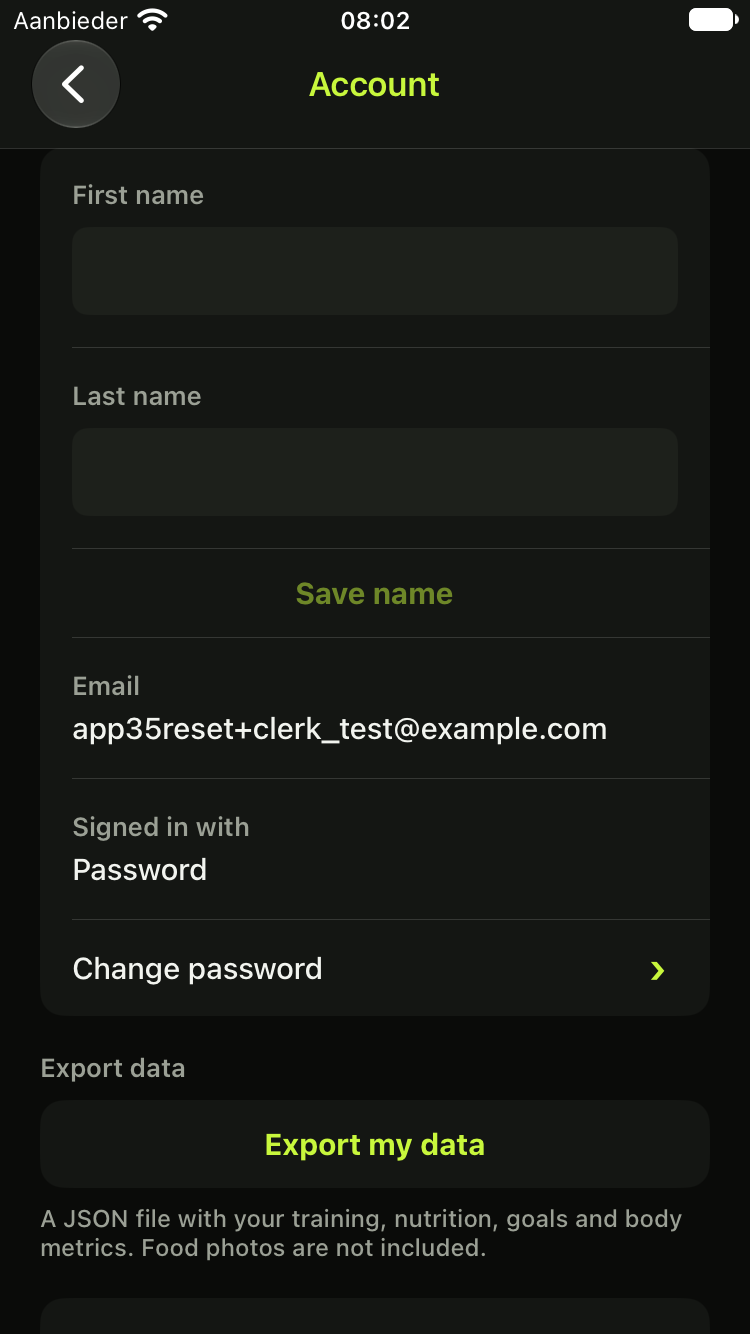 Aanbieder 08:02
Account
First name
Last name
Save name
Email
app35reset+clerk_test@example.com
Signed in with
Password
Change password
Export data
Export my data
A JSON file with your training, nutrition, goals and body
metrics. Food photos are not included.